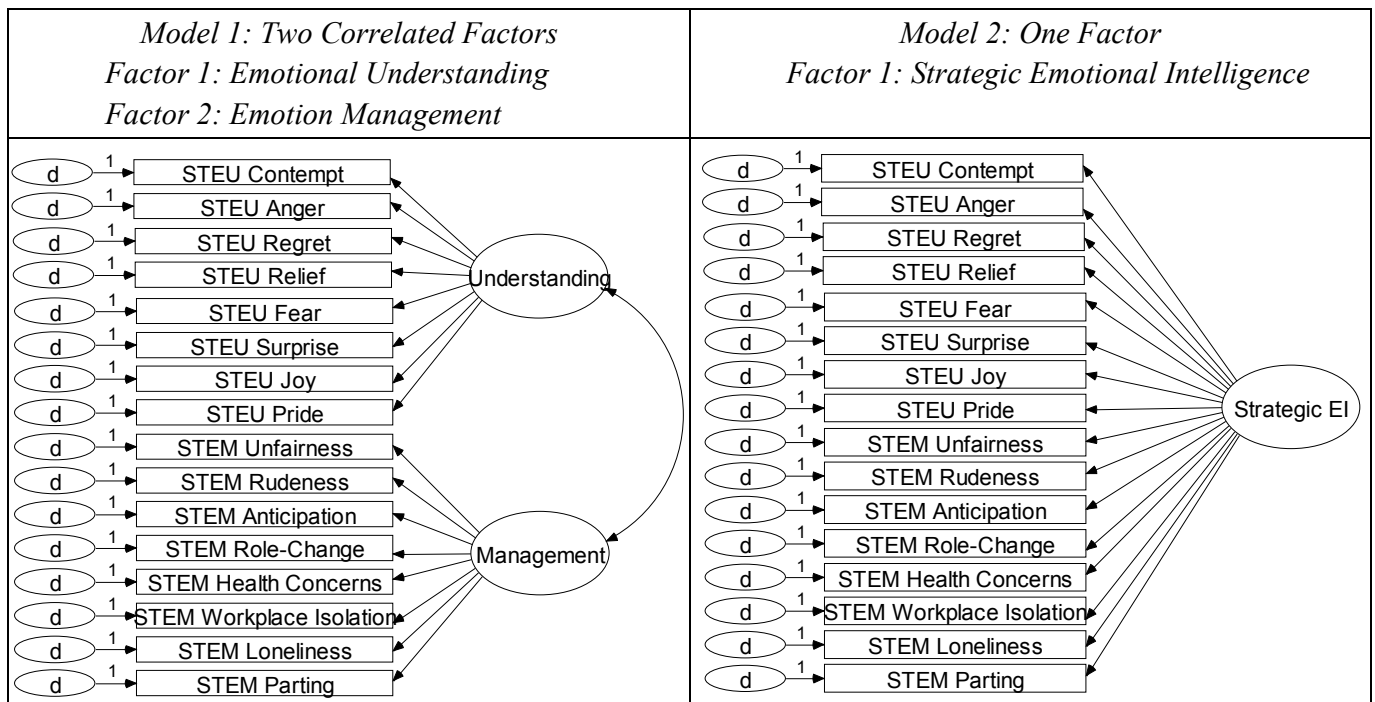 Model 1: Two Correlated Factors
Factor 1: Emotional Understanding
Factor 2: Emotion Management
d 1 STEU Contempt
d 1 STEU Anger
d 1 STEU Regret
d 1 STEU Relief
d 1 STEU Fear
d 1 STEU Surprise
d 1 STEU Joy
d 1 STEU Pride
d 1 STEM Unfairness
d 1 STEM Rudeness
d 1 STEM Anticipation
d 1 STEM Role-Change
d 1 STEM Health Concerns
d 1 STEM Workplace Isolation
d 1 STEM Loneliness
d 1 STEM Parting
Understanding
Management
Model 2: One Factor
Factor 1: Strategic Emotional Intelligence
d 1 STEU Contempt
d 1 STEU Anger
d 1 STEU Regret
d 1 STEU Relief
d 1 STEU Fear
d 1 STEU Surprise
d 1 STEU Joy
d 1 STEU Pride
d 1 STEM Unfairness
d 1 STEM Rudeness
d 1 STEM Anticipation
d 1 STEM Role-Change
d 1 STEM Health Concerns
d 1 STEM Workplace Isolation
d 1 STEM Loneliness
d 1 STEM Parting
Strategic EI